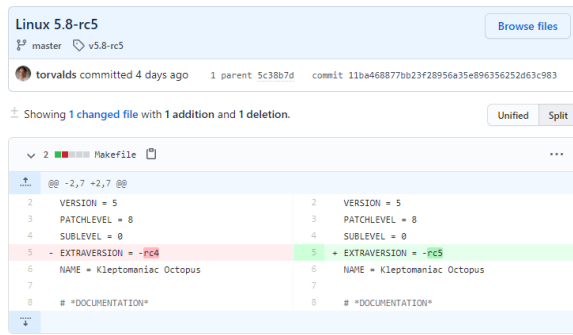 Linux 5.8-rc5
Browse files
master v5.8-rc5
torvalds committed 4 days ago 1 parent 5c38b7d commit 11ba468877bb23f28956a35e896356252d63c983
Showing 1 changed file with 1 addition and 1 deletion.
Unified Split
2 Makefile
@@ -2,7 +2,7 @@
2 VERSION = 5 2 VERSION = 5
3 PATCHLEVEL = 8 3 PATCHLEVEL = 8
4 SUBLEVEL = 0 4 SUBLEVEL = 0
5 - EXTRAVERSION = -rc4 5 + EXTRAVERSION = -rc5
6 NAME = Kleptomaniac Octopus 6 NAME = Kleptomaniac Octopus
7 7
8 # *DOCUMENTATION* 8 # *DOCUMENTATION*